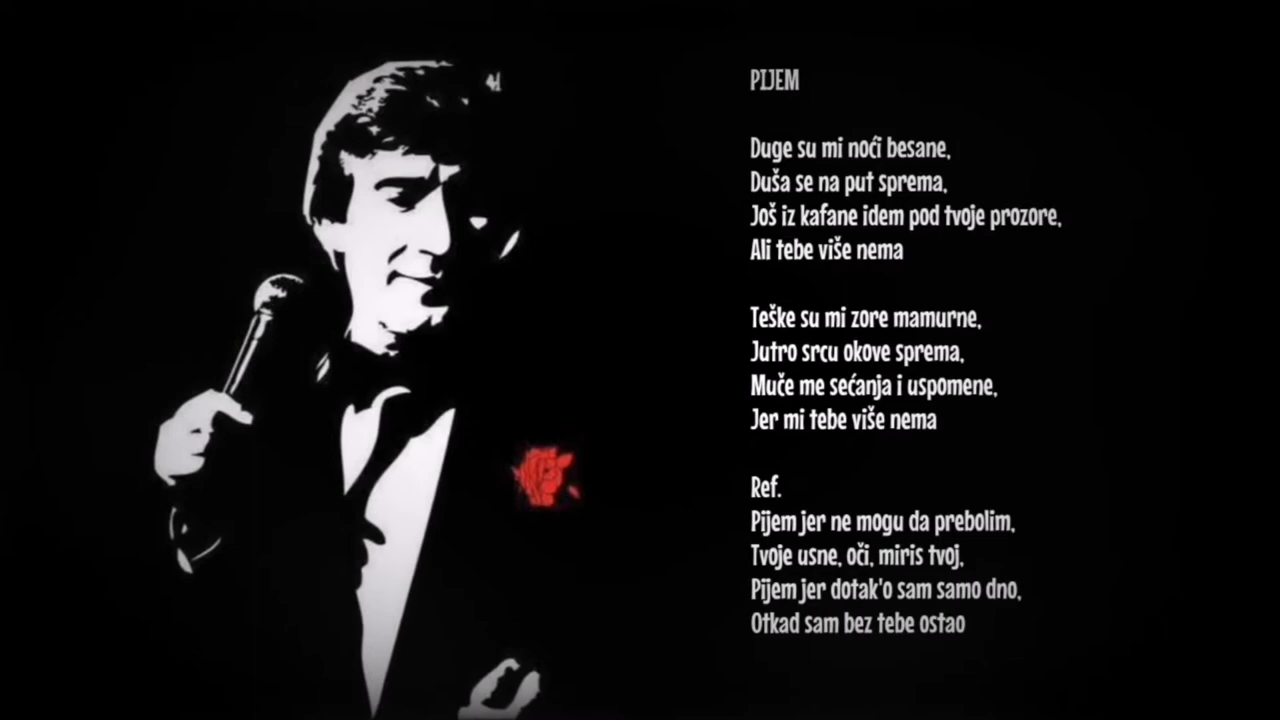 PIJEM
Duge su mi noći besane,
Duša se na put sprema,
Još iz kafane idem pod tvoje prozore,
Ali tebe više nema
Teške su mi zore mamurne,
Jutro srcu okove sprema,
Muče me sećanja i uspomene,
Jer mi tebe više nema
Ref.
Pijem jer ne mogu da prebolim,
Tvoje usne, oči, miris tvoj,
Pijem jer dotak'o sam samo dno,
Otkad sam bez tebe ostao